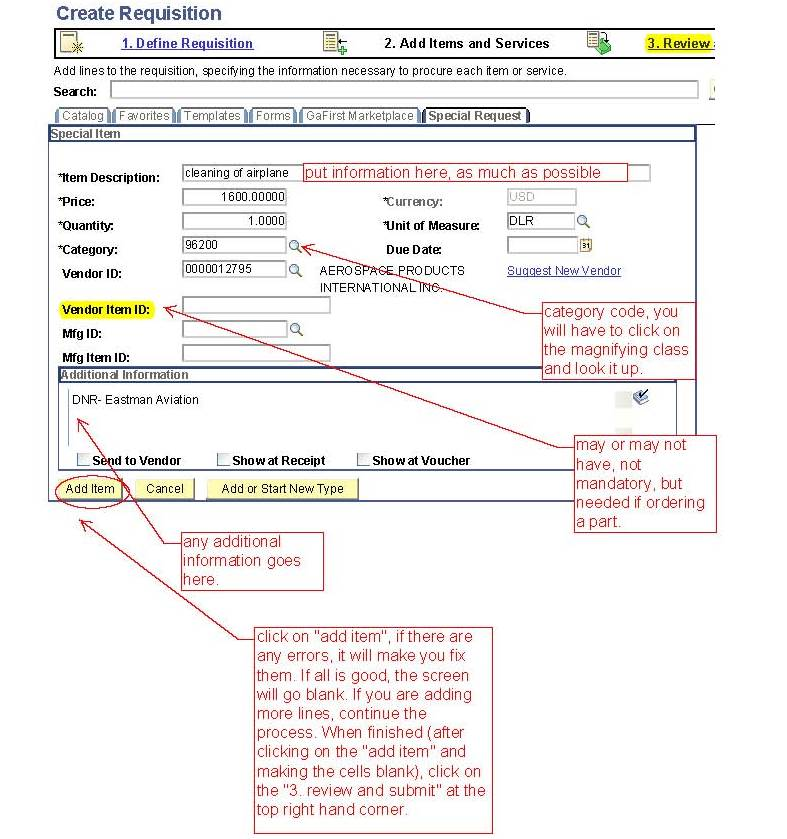 Create Requisition
1. Define Requisition
2. Add Items and Services
3. Review
Add lines to the requisition, specifying the information necessary to procure each item or service.
Search:
Catalog Favorites Templates Forms GaFirst Marketplace Special Request
Special Item
*Item Description: cleaning of airplane put information here, as much as possible
*Price: 1600.00000 *Currency: USD
*Quantity: 1.0000 *Unit of Measure: DLR
*Category: 96200 Due Date: 31
Vendor ID: 0000012795 AEROSPACE PRODUCTS Suggest New Vendor
INTERNATIONAL INC.
Vendor Item ID:
Mfg ID:
Mfg Item ID:
category code, you
will have to click on
the magnifying class
and look it up.
Additional Information
DNR- Eastman Aviation
Send to Vendor Show at Receipt Show at Voucher
may or may not
have, not
mandatory, but
needed if ordering
a part.
Add Item Cancel Add or Start New Type
any additional
information goes
here.
click on "add item", if there are
any errors, it will make you fix
them. If all is good, the screen
will go blank. If you are adding
more lines, continue the
process. When finished (after
clicking on the "add item" and
making the cells blank), click on
the "3. review and submit" at the
top right hand corner.